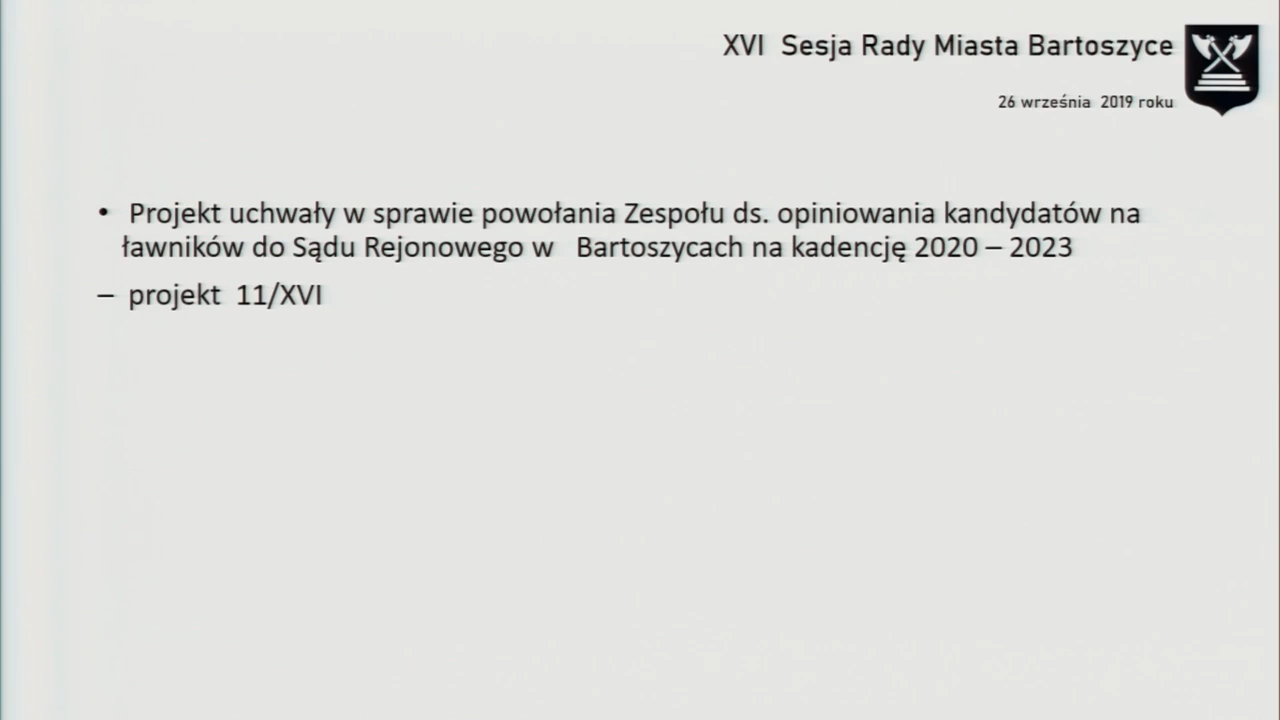 XVI Sesja Rady Miasta Bartoszyce
26 września 2019 roku
• Projekt uchwały w sprawie powołania Zespołu ds. opiniowania kandydatów na
ławników do Sądu Rejonowego w Bartoszycach na kadencję 2020 – 2023
– projekt 11/XVI